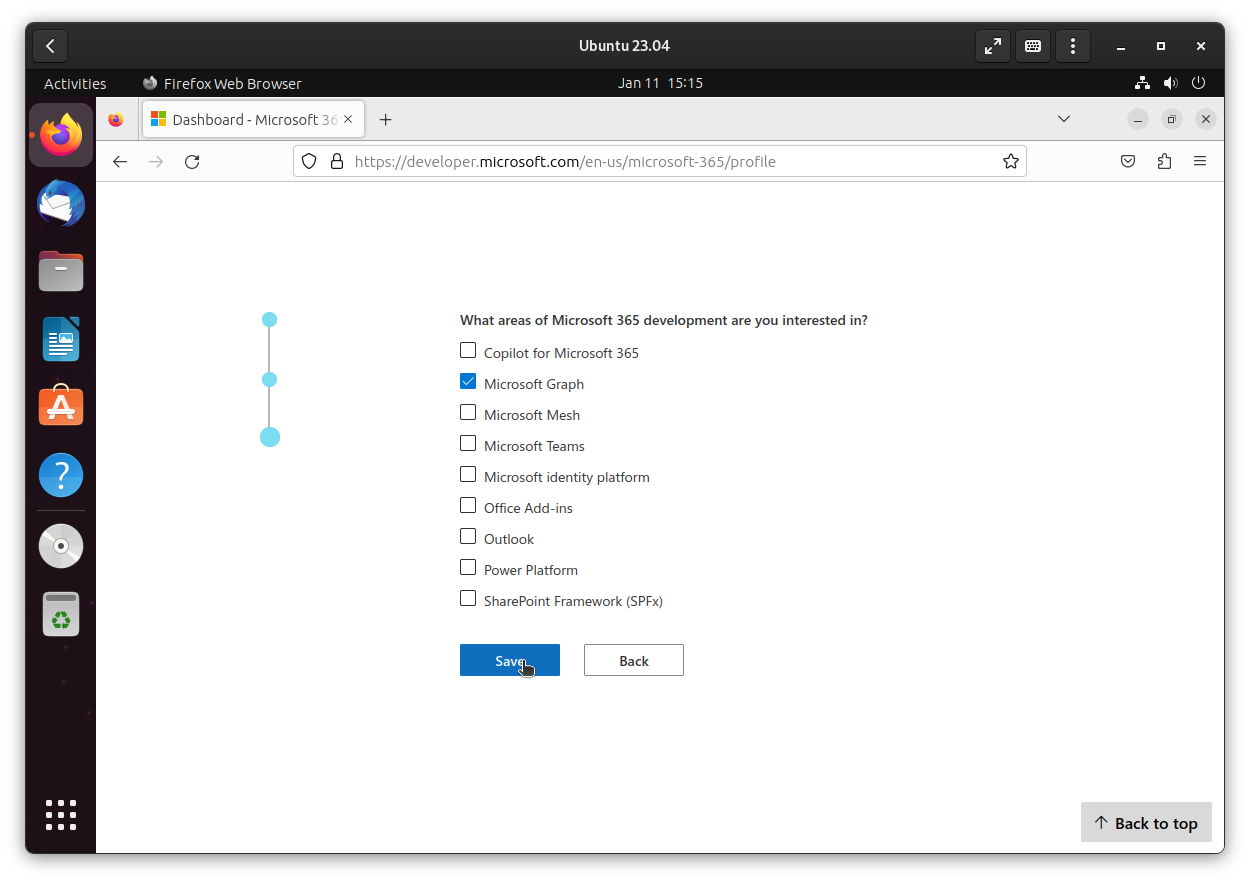 Ubuntu 23.04
Activities Firefox Web Browser Jan 11 15:15
Dashboard - Microsoft 36
https://developer.microsoft.com/en-us/microsoft-365/profile
What areas of Microsoft 365 development are you interested in?
Copilot for Microsoft 365
Microsoft Graph
Microsoft Mesh
Microsoft Teams
Microsoft identity platform
Office Add-ins
Outlook
Power Platform
SharePoint Framework (SPFx)
Save Back
Back to top